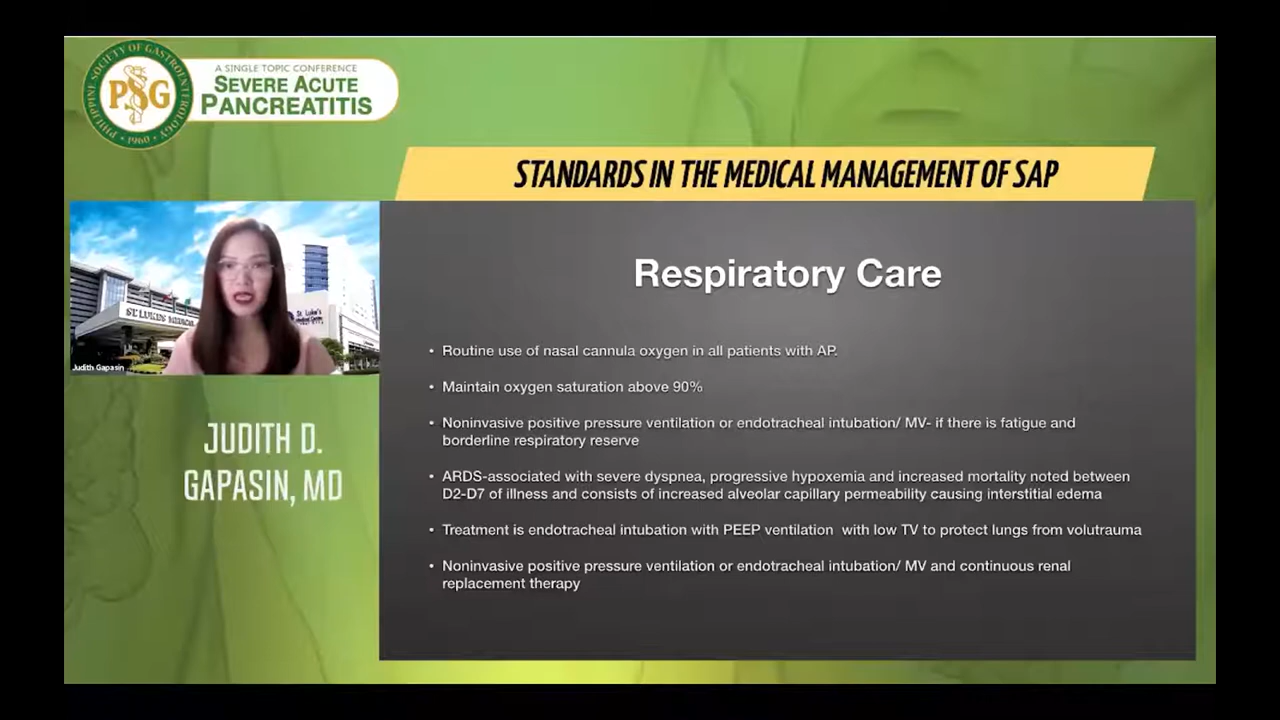 PHILIPPINE SOCIETY OF GASTROENTEROLOGY
PSG
• 1960 •
A SINGLE TOPIC CONFERENCE
SEVERE ACUTE
PANCREATITIS
STANDARDS IN THE MEDICAL MANAGEMENT OF SAP
ST. LUKE'S MEDICAL
St. Luke's
Medical Center
Judith Gapasin
JUDITH D.
GAPASIN, MD
Respiratory Care
• Routine use of nasal cannula oxygen in all patients with AP.
• Maintain oxygen saturation above 90%
• Noninvasive positive pressure ventilation or endotracheal intubation/ MV- if there is fatigue and
borderline respiratory reserve
• ARDS-associated with severe dyspnea, progressive hypoxemia and increased mortality noted between
D2-D7 of illness and consists of increased alveolar capillary permeability causing interstitial edema
• Treatment is endotracheal intubation with PEEP ventilation with low TV to protect lungs from volutrauma
• Noninvasive positive pressure ventilation or endotracheal intubation/ MV and continuous renal
replacement therapy